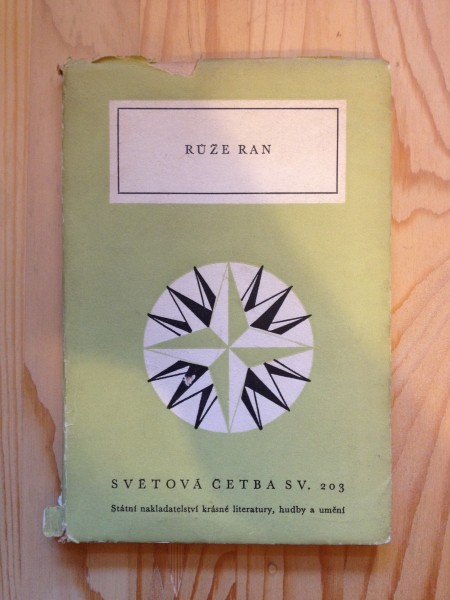 RŮŽE RAN
SVĚTOVÁ ČETBA SV. 203
Státní nakladatelství krásné literatury, hudby a umění